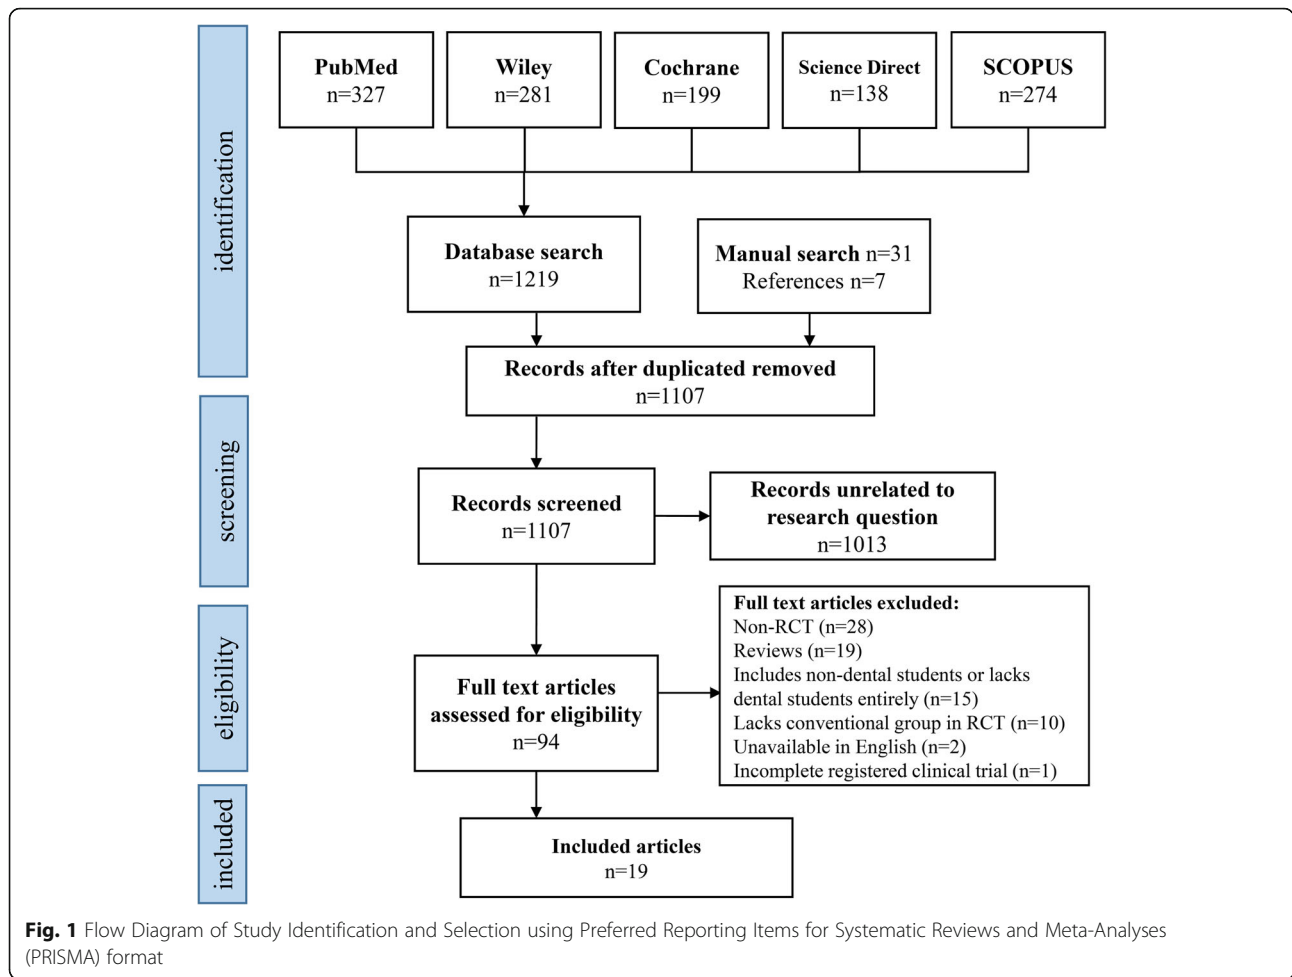 identification
PubMed
n=327
Wiley
n=281
Cochrane
n=199
Science Direct
n=138
SCOPUS
n=274
Database search
n=1219
Manual search n=31
References n=7
Records after duplicated removed
n=1107
screening
Records screened
n=1107
Records unrelated to
research question
n=1013
eligibility
Full text articles
assessed for eligibility
n=94
Full text articles excluded:
Non-RCT (n=28)
Reviews (n=19)
Includes non-dental students or lacks
dental students entirely (n=15)
Lacks conventional group in RCT (n=10)
Unavailable in English (n=2)
Incomplete registered clinical trial (n=1)
included
Included articles
n=19
Fig. 1 Flow Diagram of Study Identification and Selection using Preferred Reporting Items for Systematic Reviews and Meta-Analyses
(PRISMA) format